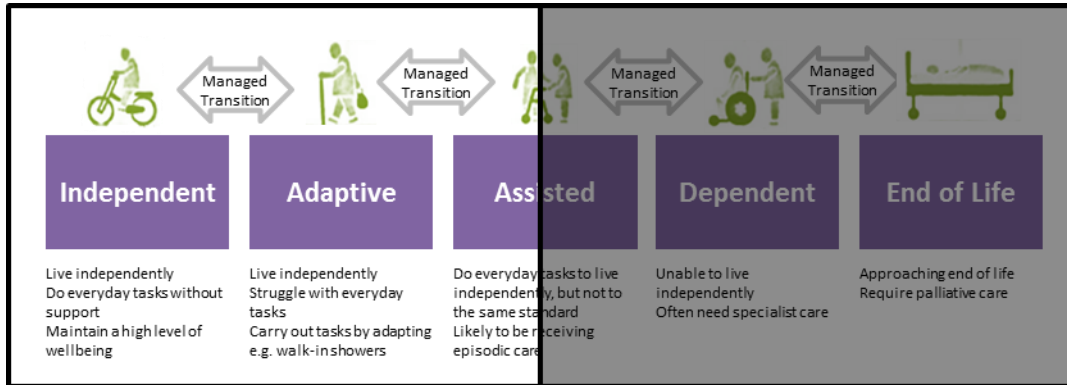 Managed
Transition
Managed
Transition
Managed
Transition
Managed
Transition
Independent
Adaptive
Assisted
Dependent
End of Life
Live independently
Do everyday tasks without
support
Maintain a high level of
wellbeing
Live independently
Struggle with everyday
tasks
Carry out tasks by adapting
e.g. walk-in showers
Do everyday tasks to live
independently, but not to
the same standard
Likely to be receiving
episodic care
Unable to live
independently
Often need specialist care
Approaching end of life
Require palliative care